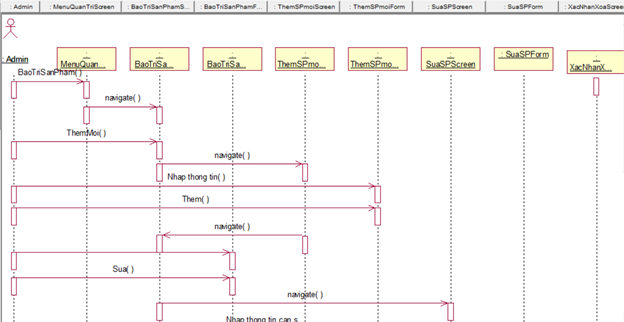 : Admin
: MenuQuanTriScreen
: BaoTriSanPhamS...
: BaoTriSanPhamF...
: ThemSPmoiScreen
: ThemSPmoiForm
: SuaSPScreen
: SuaSPForm
: XacNhanXoaScreen
: Admin
:
MenuQuan...
:
BaoTriSa...
:
BaoTriSa...
:
ThemSPmo...
:
ThemSPmo...
:
SuaSPScreen
: SuaSPForm
:
XacNhanX...
BaoTriSanPham( )
navigate( )
ThemMoi( )
navigate( )
Nhap thong tin( )
Them( )
navigate( )
Sua( )
navigate( )
Nhap thong tin can s